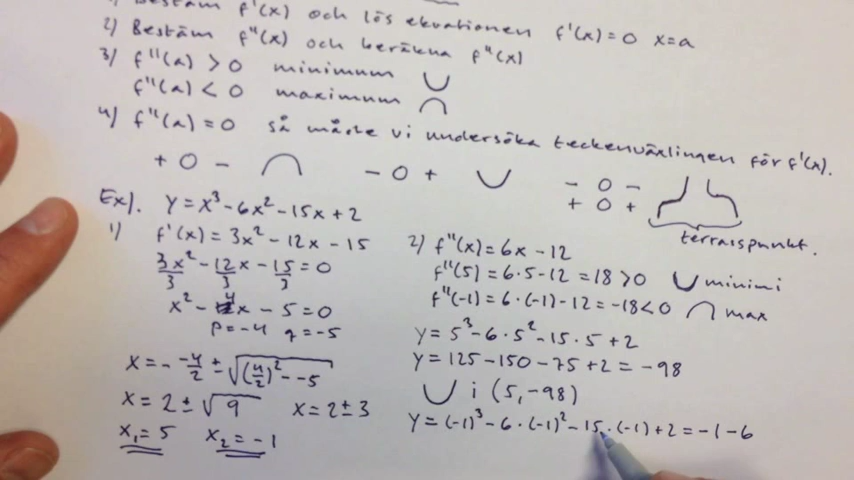 1) Bestäm f'(x) och lös ekvationen f'(x)=0 x=a
2) Bestäm f''(x) och beräkna f''(x)
3) f''(a) > 0 minimum
f''(a) < 0 maximum
4) f''(a) = 0 så måste vi undersöka teckenväxlingen för f'(x).
+ 0 - - 0 +
- 0 -
+ 0 +
terrasspunkt.
Ex). y = x³ - 6x² - 15x + 2
1) f'(x) = 3x² - 12x - 15
3x²/3 - 12x/3 - 15/3 = 0
x² - 4x - 5 = 0
p = -4 q = -5
x = - -4/2 ± √((4/2)² - -5)
x = 2 ± √9 x = 2 ± 3
x₁ = 5 x₂ = -1
2) f''(x) = 6x - 12
f''(5) = 6·5 - 12 = 18 > 0 mini
f''(-1) = 6·(-1) - 12 = -18 < 0 max
y = 5³ - 6·5² - 15·5 + 2
y = 125 - 150 - 75 + 2 = -98
i (5, -98)
y = (-1)³ - 6·(-1)² - 15·(-1) + 2 = -1 - 6